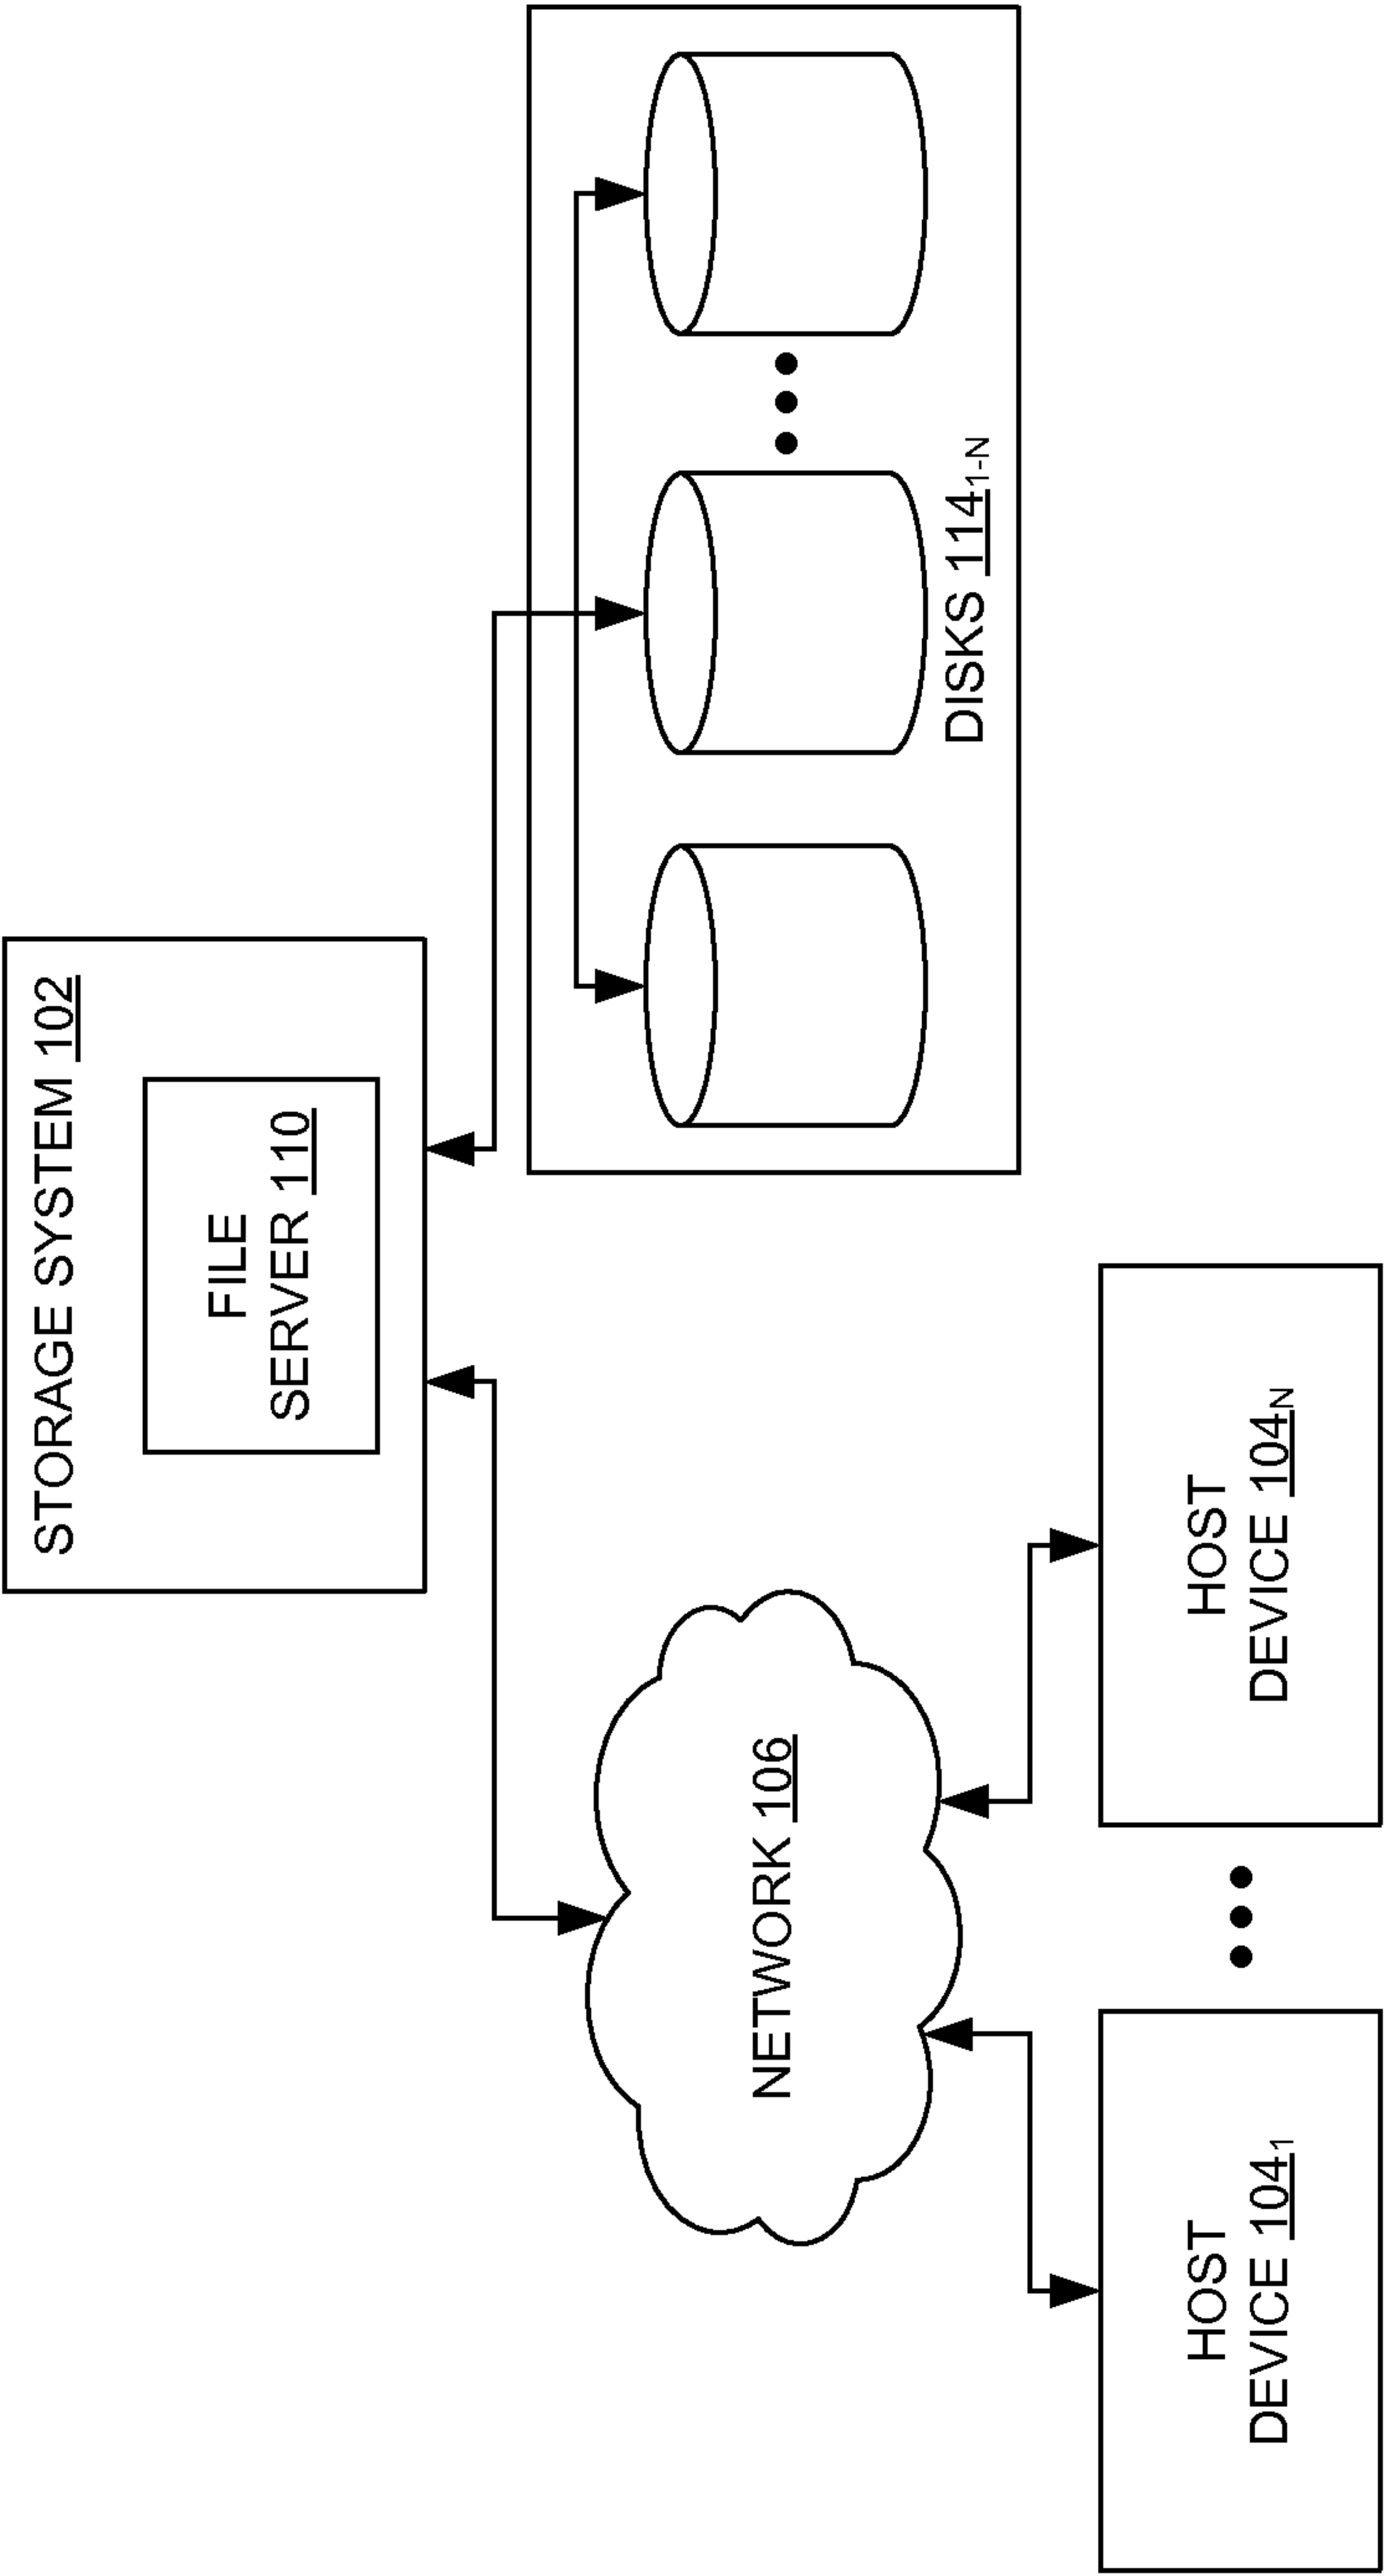 STORAGE SYSTEM 102
FILE
SERVER 110
NETWORK 106
DISKS 114₁₋N
HOST
DEVICE 104₁
HOST
DEVICE 104N